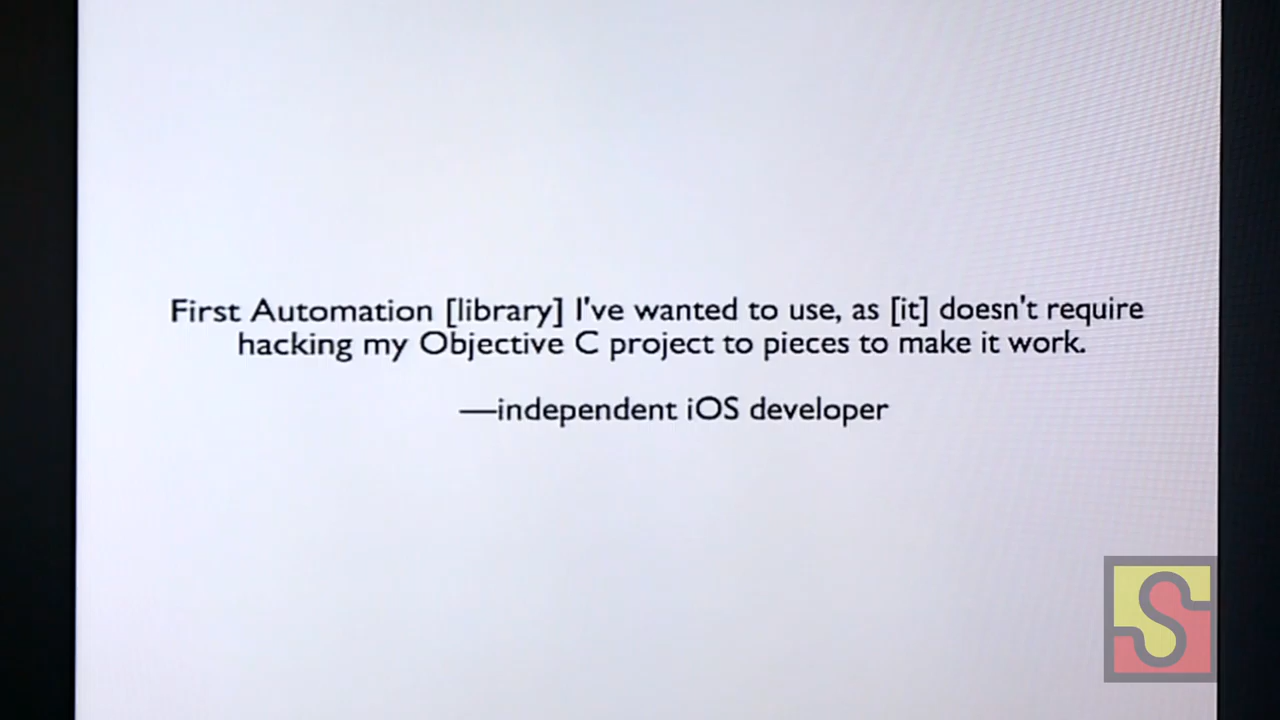 First Automation [library] I've wanted to use, as [it] doesn't require
hacking my Objective C project to pieces to make it work.
—independent iOS developer
S